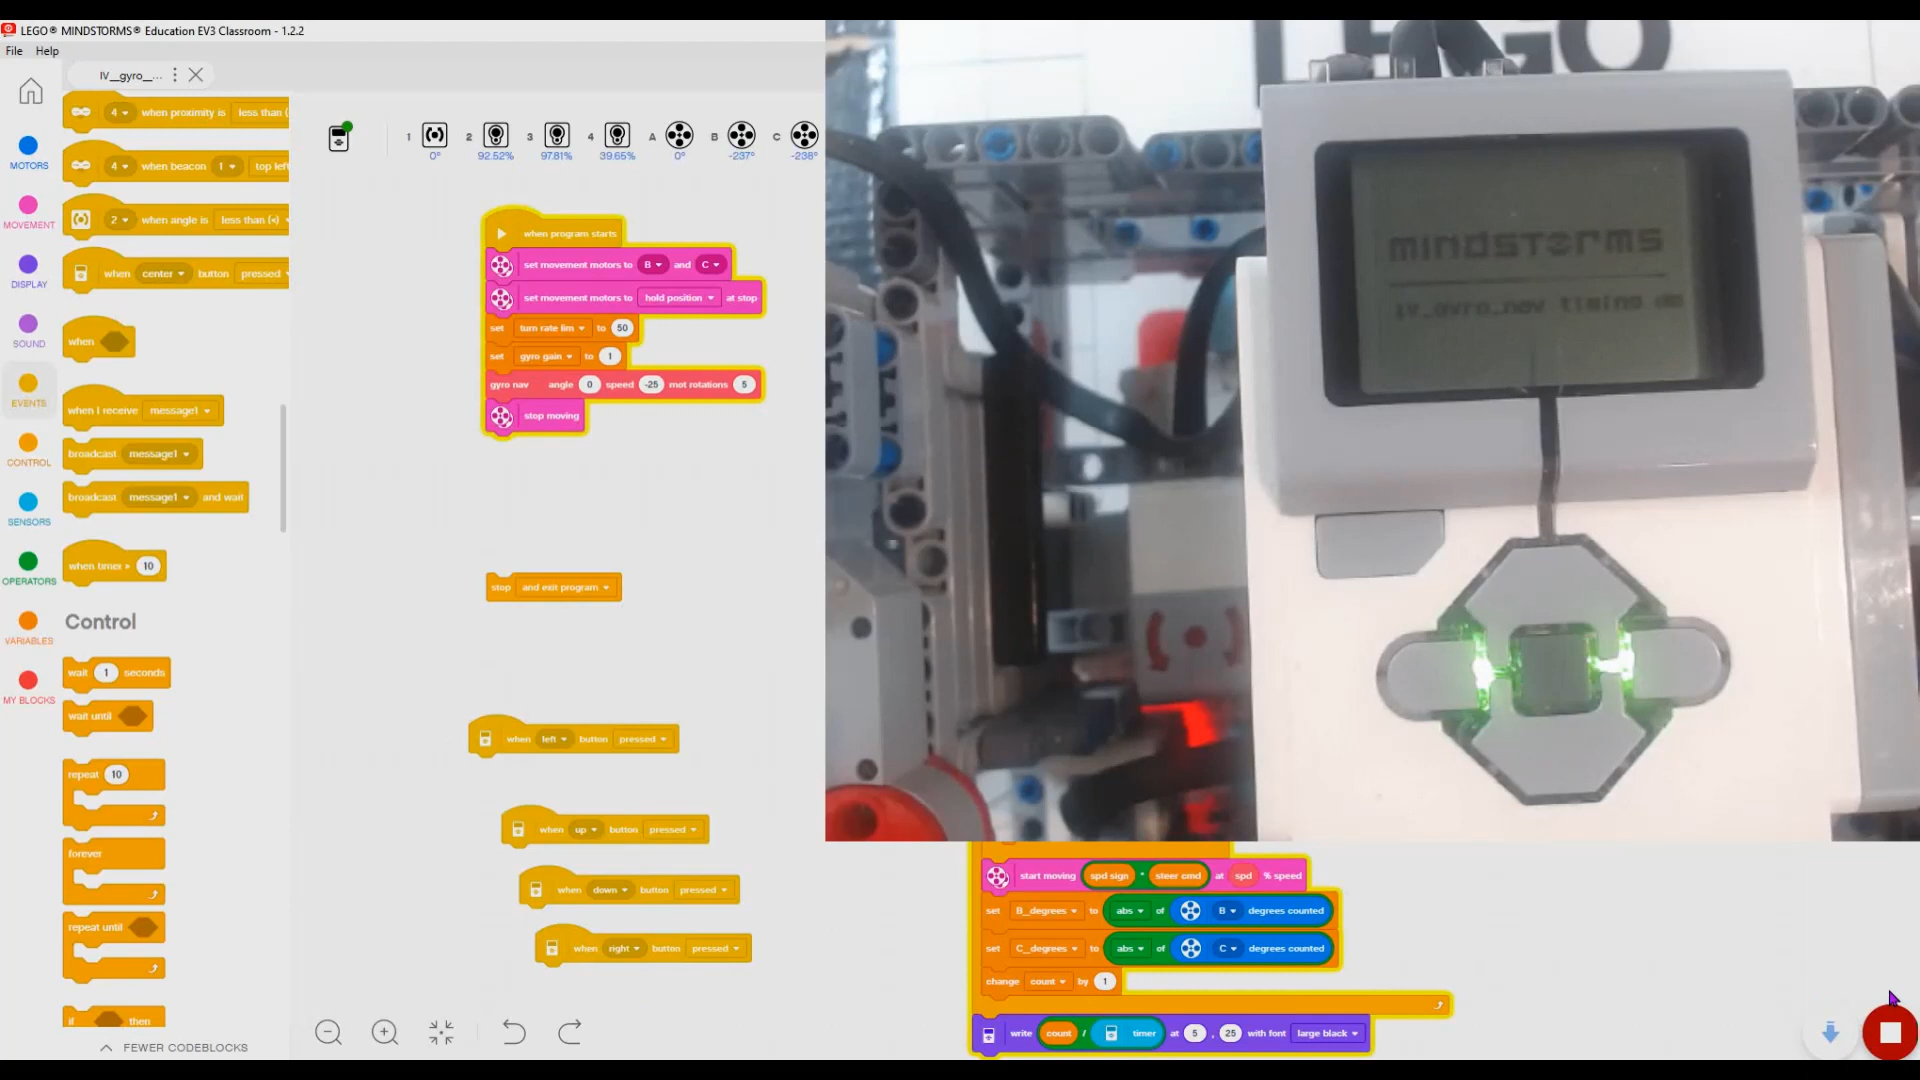 LEGO® MINDSTORMS® Education EV3 Classroom - 1.2.2
File Help
IV__gyro__...
4 when proximity is less than (
4 when beacon 1 top left
2 when angle is less than (<)
when center button pressed
when
when I receive message1
broadcast message1
broadcast message1 and wait
when timer > 10
Control
wait 1 seconds
wait until
repeat 10
forever
repeat until
if then
FEWER CODEBLOCKS
MOTORS
MOVEMENT
DISPLAY
SOUND
EVENTS
CONTROL
SENSORS
OPERATORS
VARIABLES
MY BLOCKS
1 2 3 4 A B C
0° 92.52% 97.81% 39.65% 0° -237° -238°
when program starts
set movement motors to B and C
set movement motors to hold position at stop
set turn rate lim to 50
set gyro gain to 1
gyro nav angle 0 speed -25 mot rotations 5
stop moving
stop and exit program
when left button pressed
when up button pressed
when down button pressed
when right button pressed
LEGO
mindstorms
start moving spd sign * steer cmd at spd % speed
set B_degrees to abs of B degrees counted
set C_degrees to abs of C degrees counted
change count by 1
write count / timer at 5 , 25 with font large black